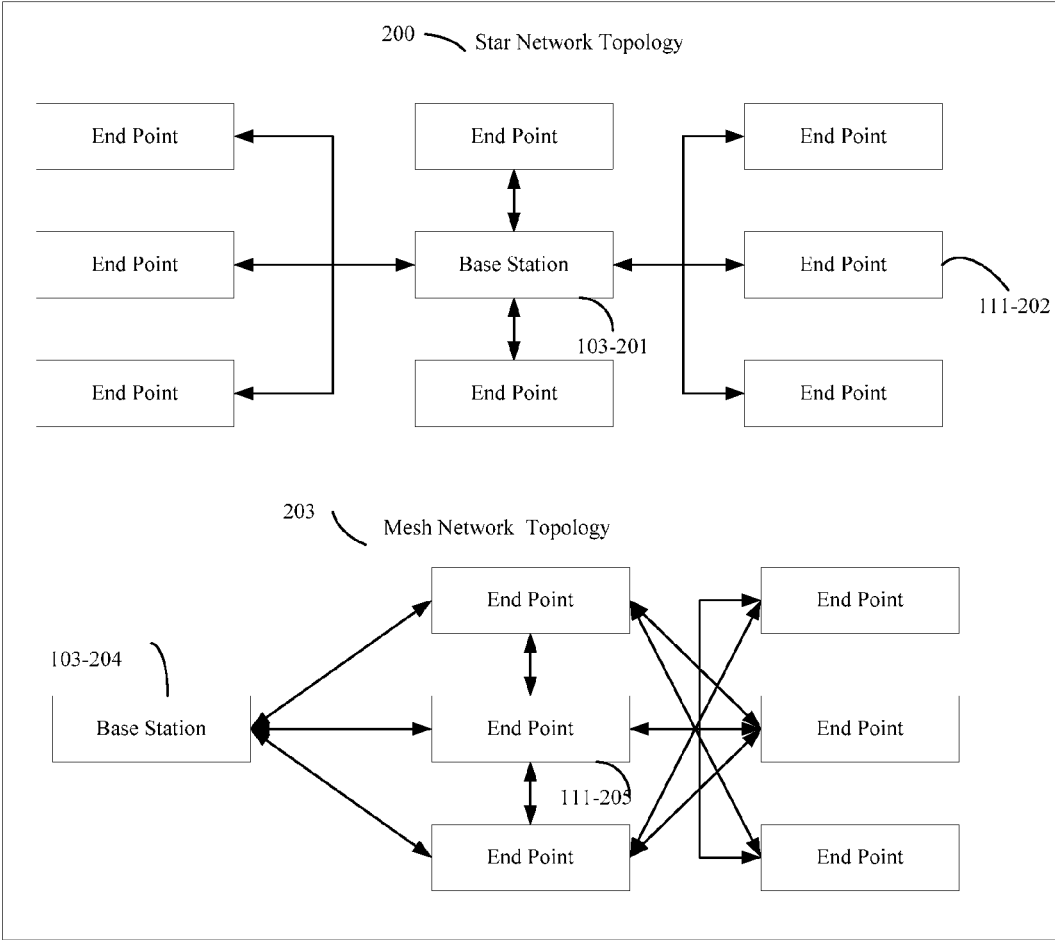 200
Star Network Topology
End Point
End Point
End Point
End Point
Base Station
End Point
111-202
103-201
End Point
End Point
End Point
203
Mesh Network Topology
End Point
End Point
103-204
Base Station
End Point
End Point
111-205
End Point
End Point